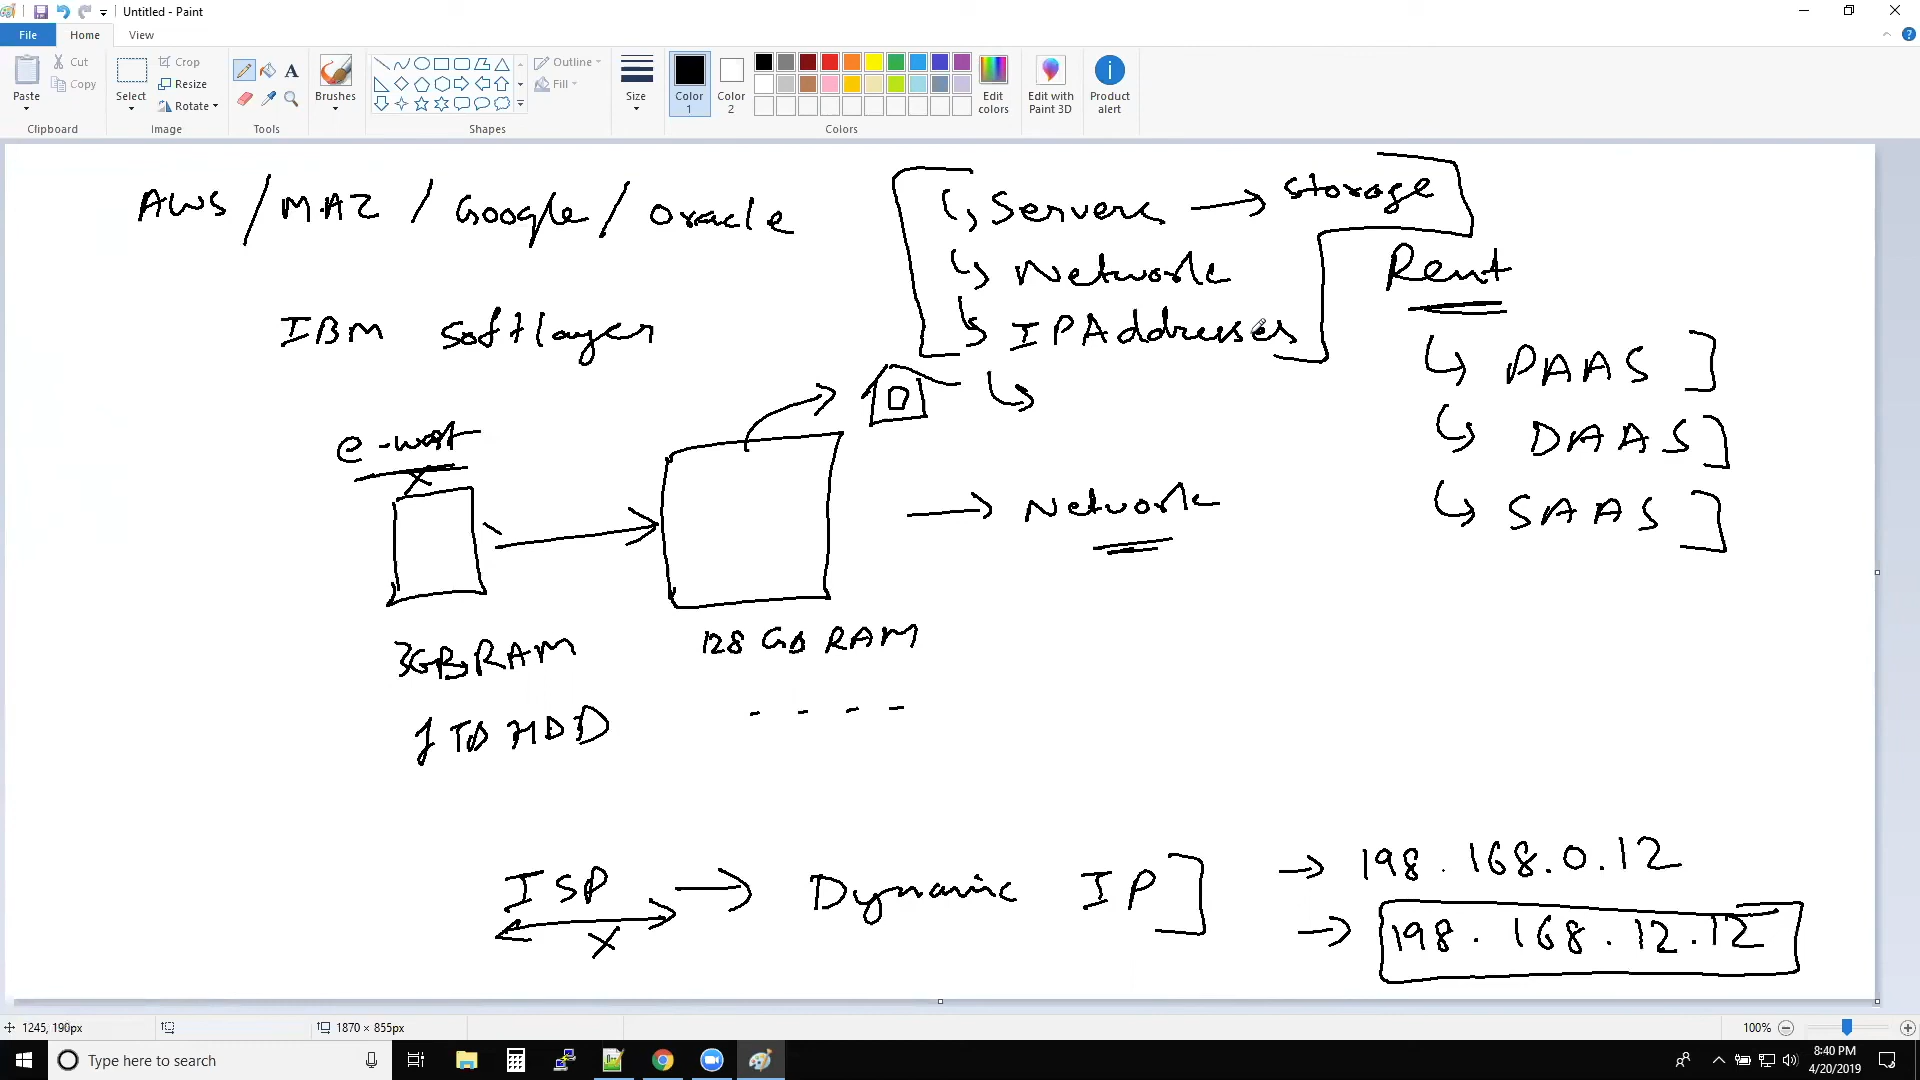 Untitled - Paint
File Home View
Paste Cut Copy Clipboard
Select Crop Resize Rotate Image
Tools
Brushes
Shapes Outline Fill
Size
Color 1 Color 2 Edit colors Colors
Edit with Paint 3D
Product alert
AWS / MAZ / Google / Oracle
Servers → Storage
Network
IP Addresses
Rent
IBM Softlayer
PAAS ]
DAAS ]
SAAS ]
e-wast
X
→ Network
3GB RAM
128 GB RAM
1 TB HDD
- - - -
ISP → Dynamic IP ]
X
→ 198.168.0.12
→ 198.168.12.12
1245, 190px
1870 × 855px
100%
Type here to search
8:40 PM
4/20/2019